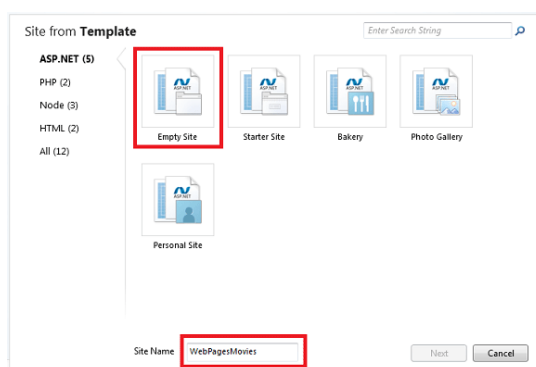 Site from Template
Enter Search String
ASP.NET (5)
PHP (2)
Node (3)
HTML (2)
All (12)
ASP.NET
ASP.NET
ASP.NET
ASP.NET
Empty Site
Starter Site
Bakery
Photo Gallery
ASP.NET
Personal Site
Site Name
WebPagesMovies
Next
Cancel